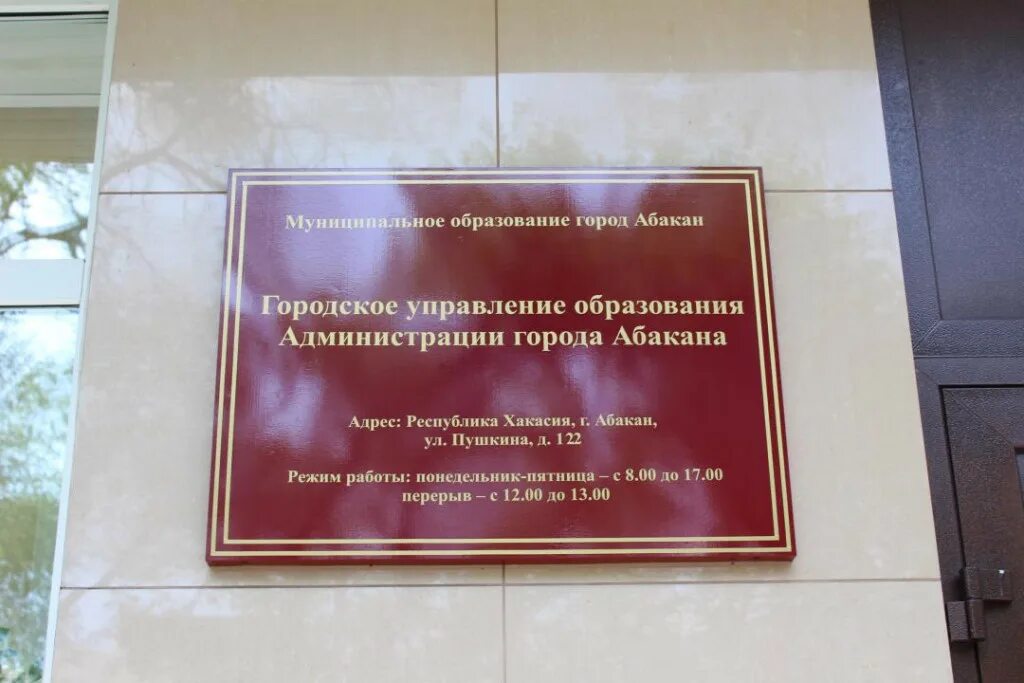 Муниципальное образование город Абакан
Городское управление образования
Администрации города Абакана
Адрес: Республика Хакасия, г. Абакан,
ул. Пушкина, д. 122
Режим работы: понедельник-пятница – с 8.00 до 17.00
перерыв – с 12.00 до 13.00